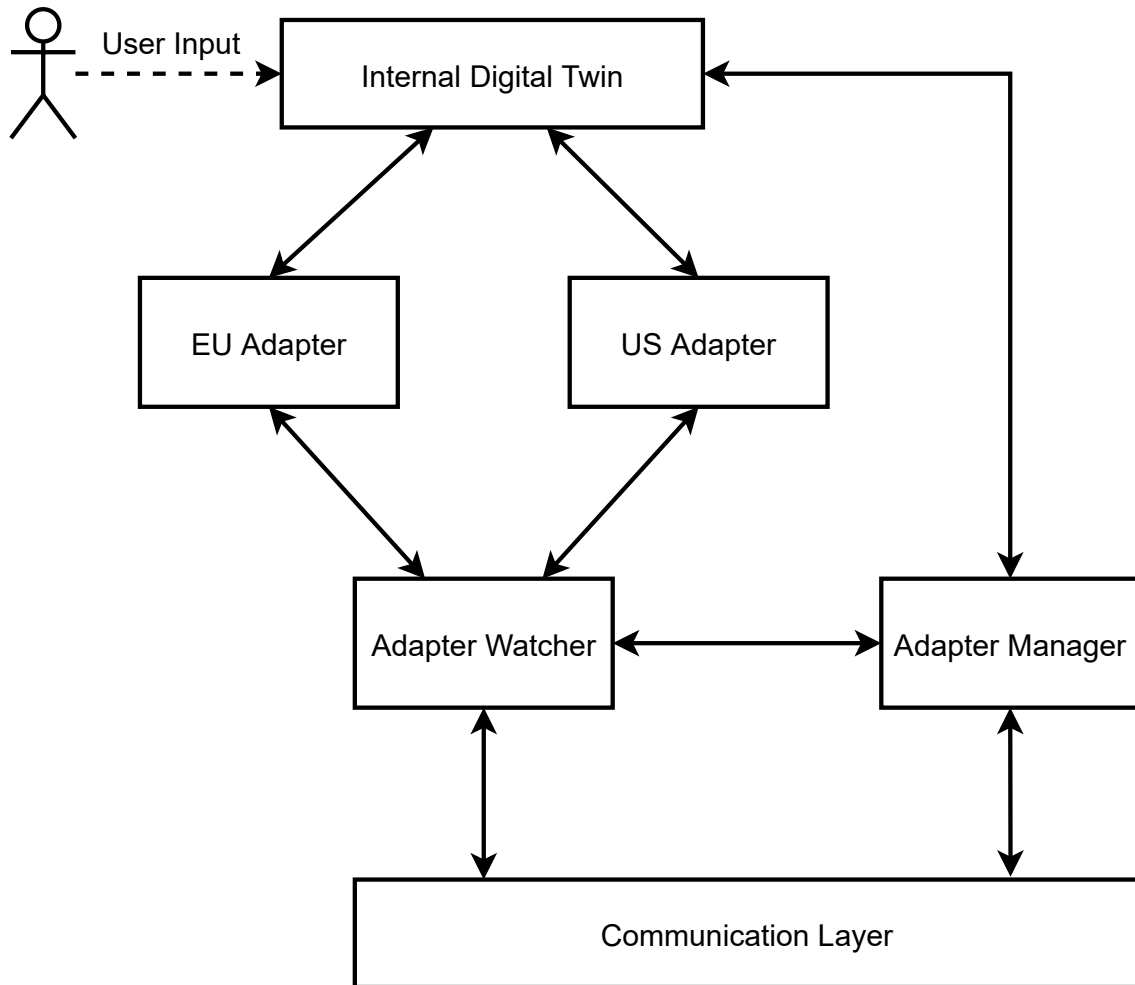 User Input
Internal Digital Twin
EU Adapter
US Adapter
Adapter Watcher
Adapter Manager
Communication Layer